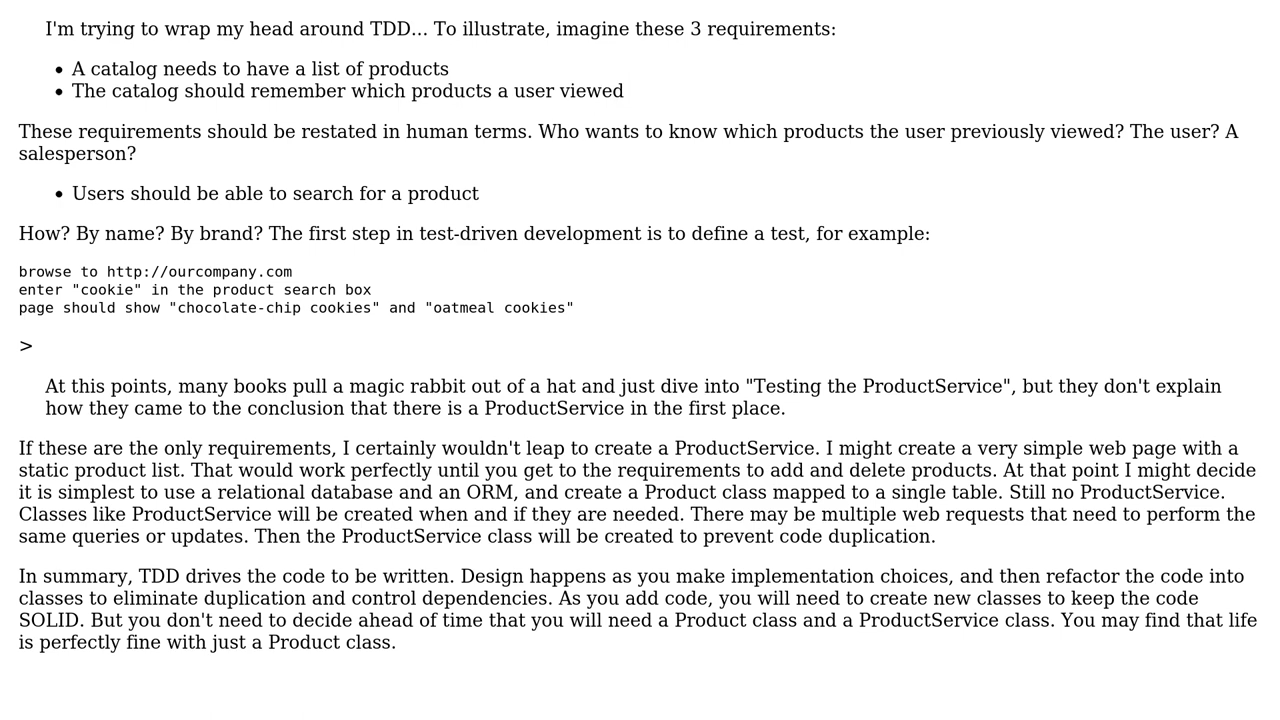 I'm trying to wrap my head around TDD... To illustrate, imagine these 3 requirements:
• A catalog needs to have a list of products
• The catalog should remember which products a user viewed
These requirements should be restated in human terms. Who wants to know which products the user previously viewed? The user? A
salesperson?
• Users should be able to search for a product
How? By name? By brand? The first step in test-driven development is to define a test, for example:
browse to http://ourcompany.com
enter "cookie" in the product search box
page should show "chocolate-chip cookies" and "oatmeal cookies"
>
At this points, many books pull a magic rabbit out of a hat and just dive into "Testing the ProductService", but they don't explain
how they came to the conclusion that there is a ProductService in the first place.
If these are the only requirements, I certainly wouldn't leap to create a ProductService. I might create a very simple web page with a
static product list. That would work perfectly until you get to the requirements to add and delete products. At that point I might decide
it is simplest to use a relational database and an ORM, and create a Product class mapped to a single table. Still no ProductService.
Classes like ProductService will be created when and if they are needed. There may be multiple web requests that need to perform the
same queries or updates. Then the ProductService class will be created to prevent code duplication.
In summary, TDD drives the code to be written. Design happens as you make implementation choices, and then refactor the code into
classes to eliminate duplication and control dependencies. As you add code, you will need to create new classes to keep the code
SOLID. But you don't need to decide ahead of time that you will need a Product class and a ProductService class. You may find that life
is perfectly fine with just a Product class.